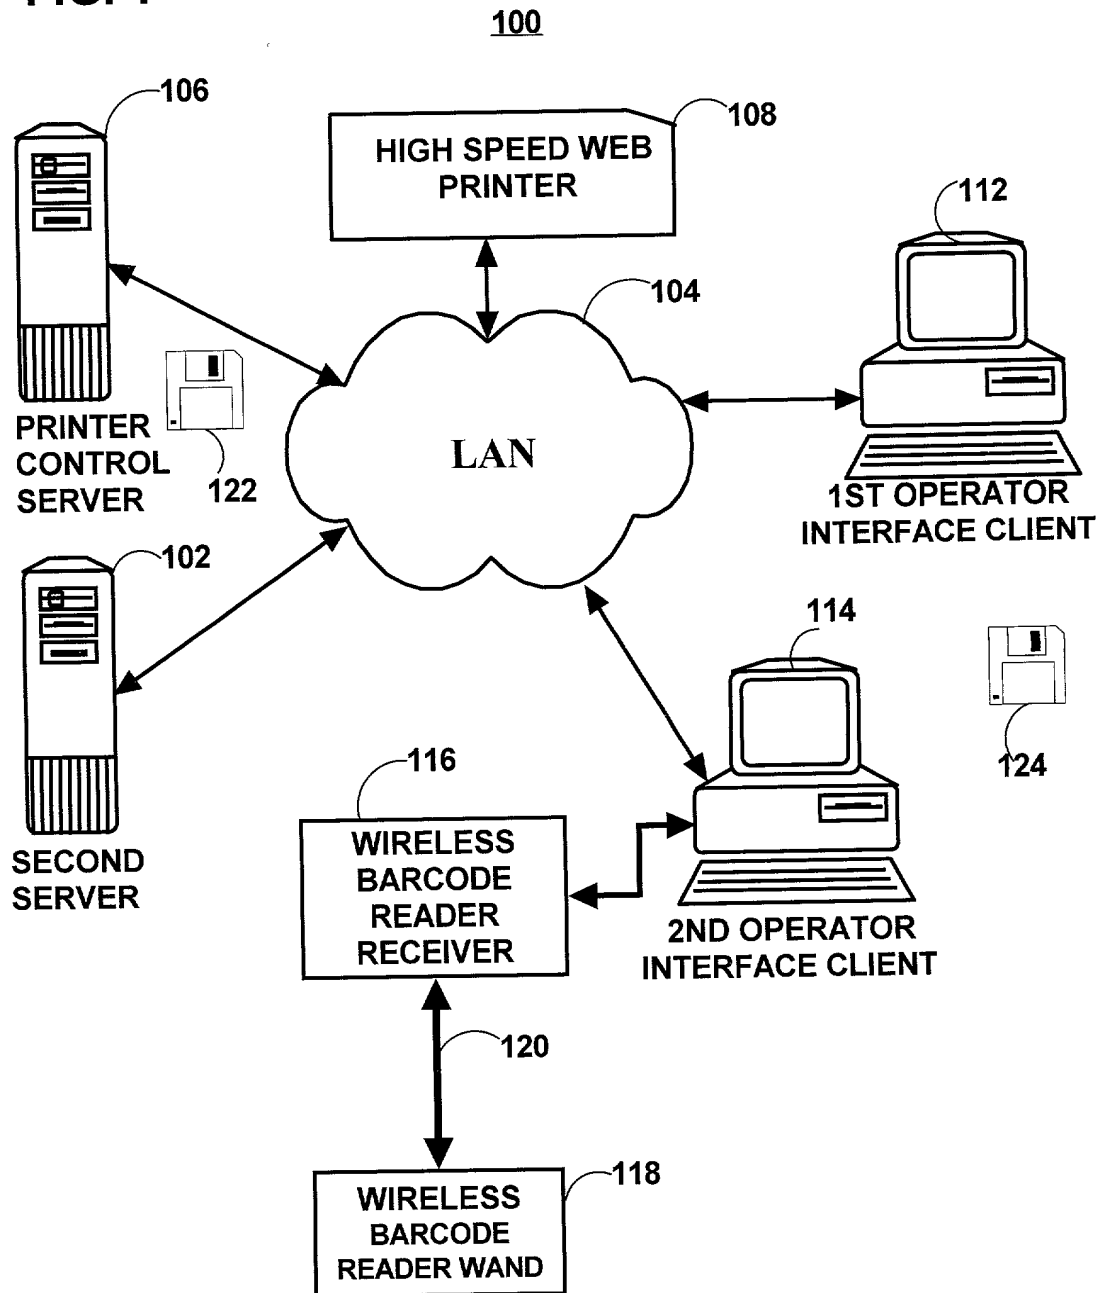 100
106
HIGH SPEED WEB
PRINTER
108
112
104
LAN
PRINTER
CONTROL
SERVER
122
1ST OPERATOR
INTERFACE CLIENT
102
114
124
SECOND
SERVER
116
WIRELESS
BARCODE
READER
RECEIVER
2ND OPERATOR
INTERFACE CLIENT
120
118
WIRELESS
BARCODE
READER WAND